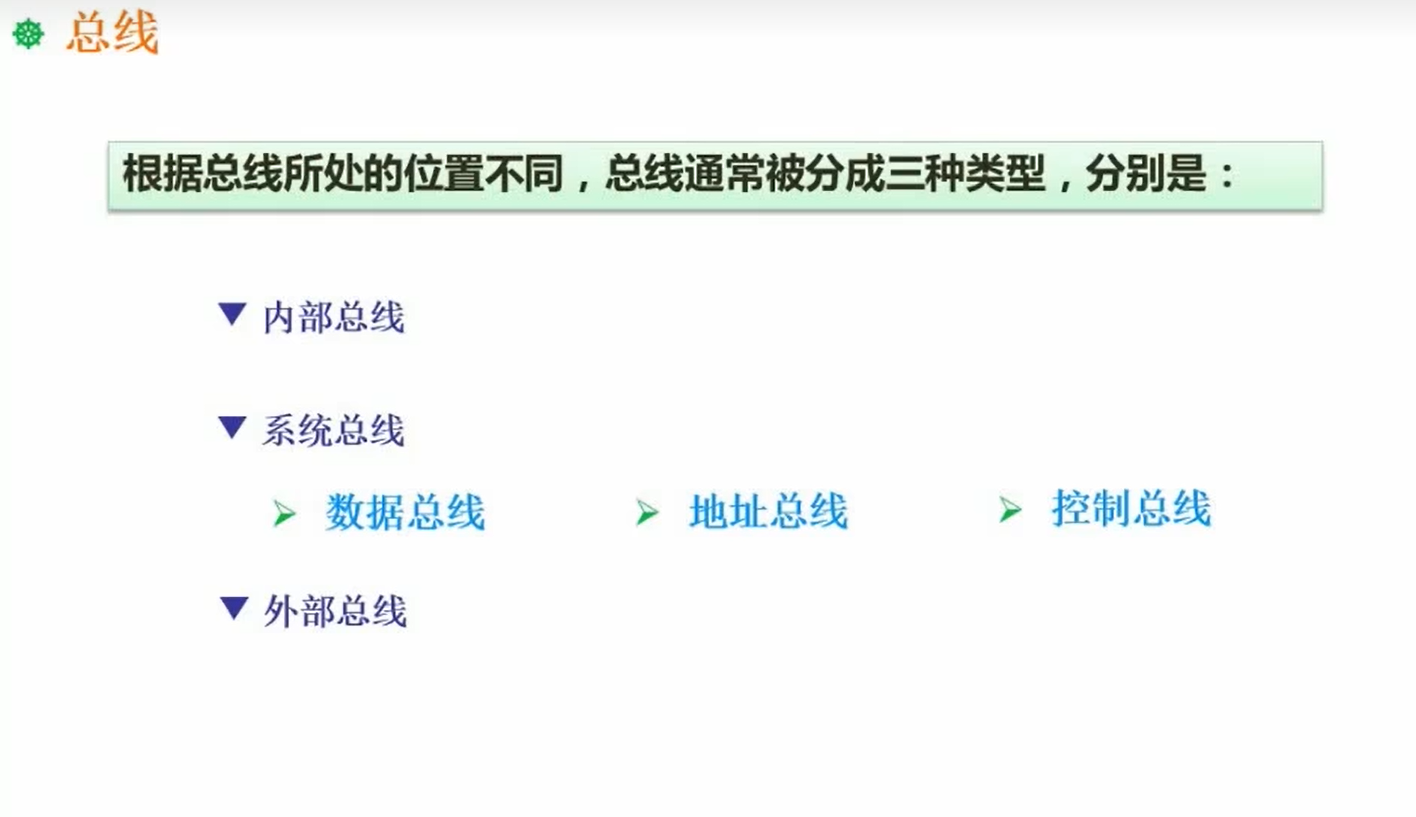 总线
根据总线所处的位置不同，总线通常被分成三种类型，分别是：
内部总线
系统总线
数据总线 地址总线 控制总线
外部总线